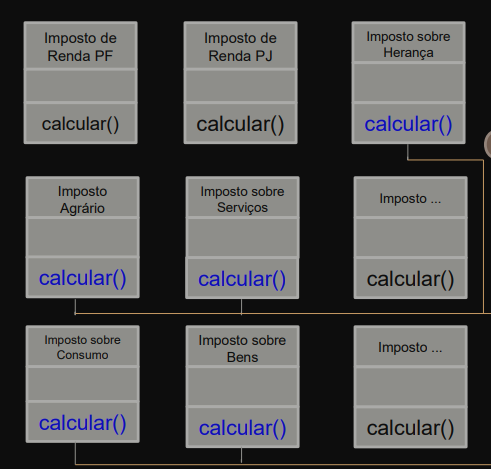 Imposto de
Renda PF
calcular()
Imposto de
Renda PJ
calcular()
Imposto sobre
Herança
calcular()
Imposto
Agrário
calcular()
Imposto sobre
Serviços
calcular()
Imposto ...
calcular()
Imposto sobre
Consumo
calcular()
Imposto sobre
Bens
calcular()
Imposto ...
calcular()